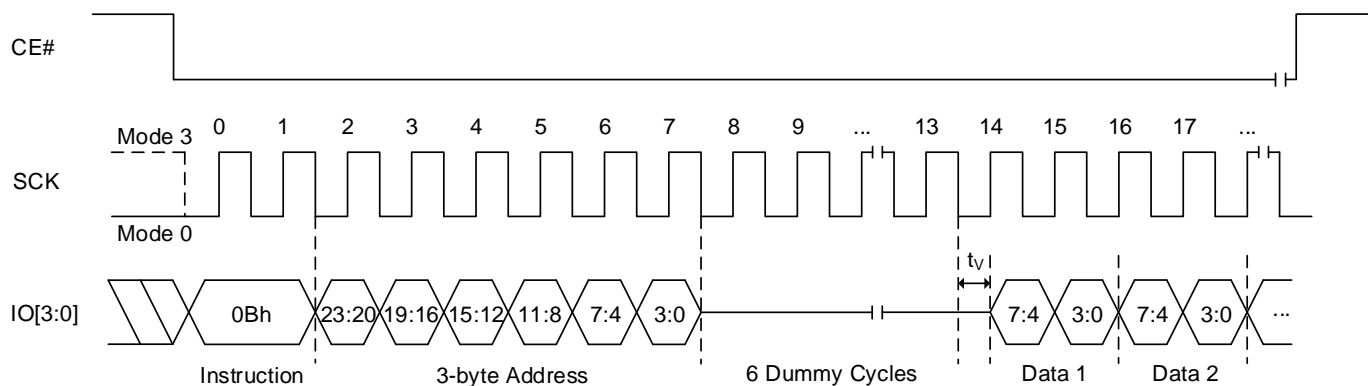 CE#
Mode 3 0 1 2 3 4 5 6 7 8 9 ... 13 14 15 16 17 ...
SCK
Mode 0
tV
IO[3:0] 0Bh 23:20 19:16 15:12 11:8 7:4 3:0 7:4 3:0 7:4 3:0 ...
Instruction 3-byte Address 6 Dummy Cycles Data 1 Data 2